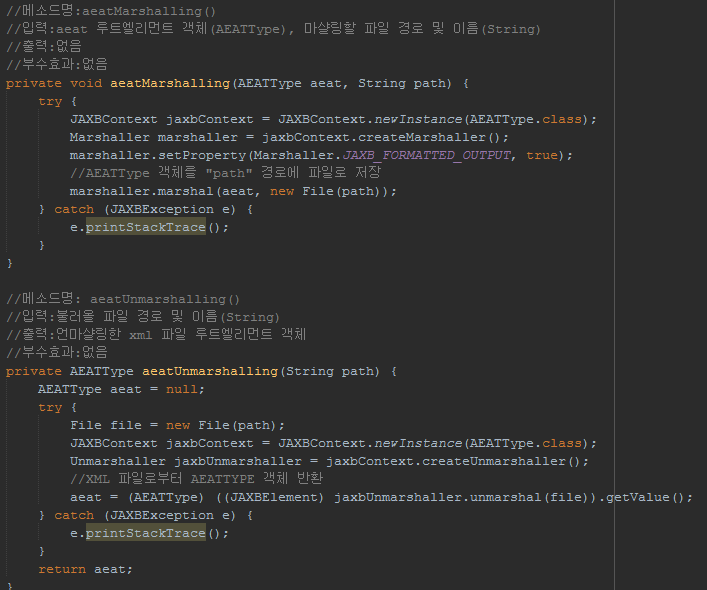 //메소드명:aeatMarshalling()
//입력:aeat 루트엘리먼트 객체(AEATType), 마샬링할 파일 경로 및 이름(String)
//출력:없음
//부수효과:없음
private void aeatMarshalling(AEATType aeat, String path) {
    try {
        JAXBContext jaxbContext = JAXBContext.newInstance(AEATType.class);
        Marshaller marshaller = jaxbContext.createMarshaller();
        marshaller.setProperty(Marshaller.JAXB_FORMATTED_OUTPUT, true);
        //AEATType 객체를 "path" 경로에 파일로 저장
        marshaller.marshal(aeat, new File(path));
    } catch (JAXBException e) {
        e.printStackTrace();
    }
}

//메소드명: aeatUnmarshalling()
//입력:불러올 파일 경로 및 이름(String)
//출력:언마샬링한 xml 파일 루트엘리먼트 객체
//부수효과:없음
private AEATType aeatUnmarshalling(String path) {
    AEATType aeat = null;
    try {
        File file = new File(path);
        JAXBContext jaxbContext = JAXBContext.newInstance(AEATType.class);
        Unmarshaller jaxbUnmarshaller = jaxbContext.createUnmarshaller();
        //XML 파일로부터 AEATTYPE 객체 반환
        aeat = (AEATType) ((JAXBElement) jaxbUnmarshaller.unmarshal(file)).getValue();
    } catch (JAXBException e) {
        e.printStackTrace();
    }
    return aeat;
}